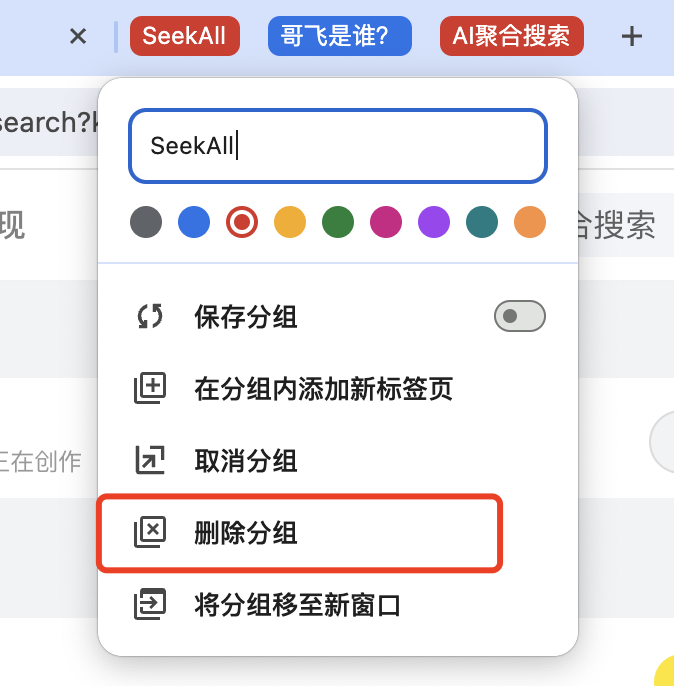 SeekAll
哥飞是谁？
AI聚合搜索
search?k
现
SeekAll
合搜索
保存分组
在分组内添加新标签页
取消分组
正在创作
删除分组
将分组移至新窗口